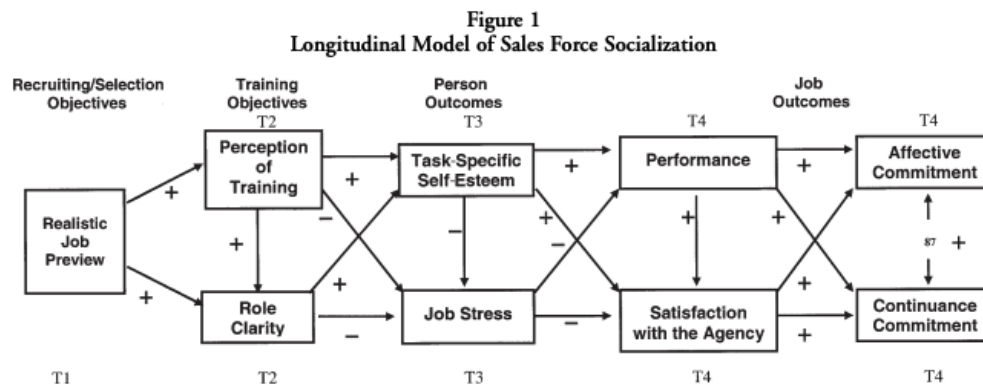 Figure 1
Longitudinal Model of Sales Force Socialization
Recruiting/Selection
Objectives
Training
Objectives
Person
Outcomes
Job
Outcomes
T2
T3
T4
T4
Perception
of
Training
Task-Specific
Self-Esteem
Performance
Affective
Commitment
+
+
+
+
+
−
+
+
+
Realistic
Job
Preview
−
−
+
87
+
+
+
+
Role
Clarity
Job Stress
Satisfaction
with the Agency
Continuance
Commitment
−
−
+
T1
T2
T3
T4
T4